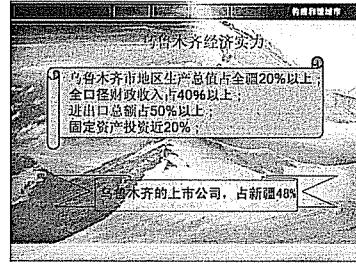 乌鲁木齐经济实力
乌鲁木齐市地区生产总值占全疆20%以上;
全口径财政收入占40%以上;
进出口总额占50%以上;
固定资产投资近20%;
乌鲁木齐的上市公司，占新疆48%